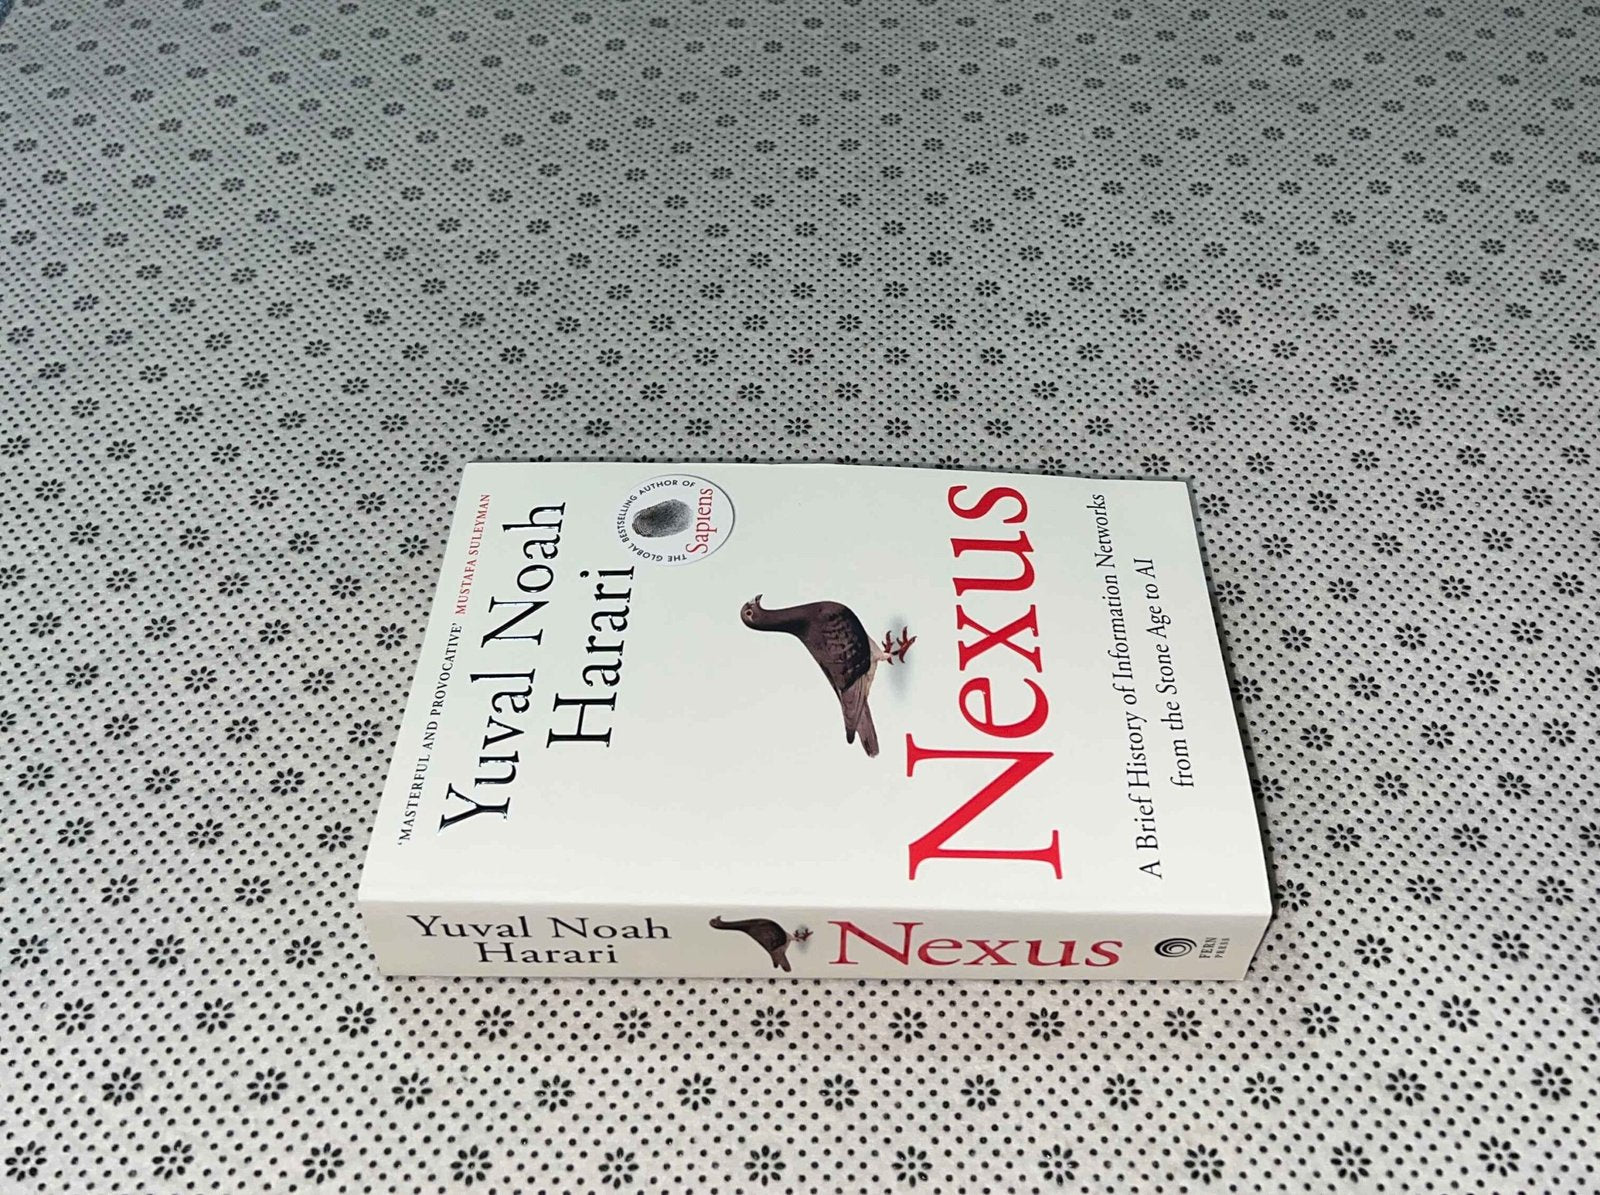 'MASTERFUL AND PROVOCATIVE' MUSTAFA SULEYMAN
Yuval Noah
Harari
THE GLOBAL BESTSELLING AUTHOR OF
Sapiens
Nexus
A Brief History of Information Networks
from the Stone Age to AI
Yuval Noah
Harari
Nexus
FERN
PRESS